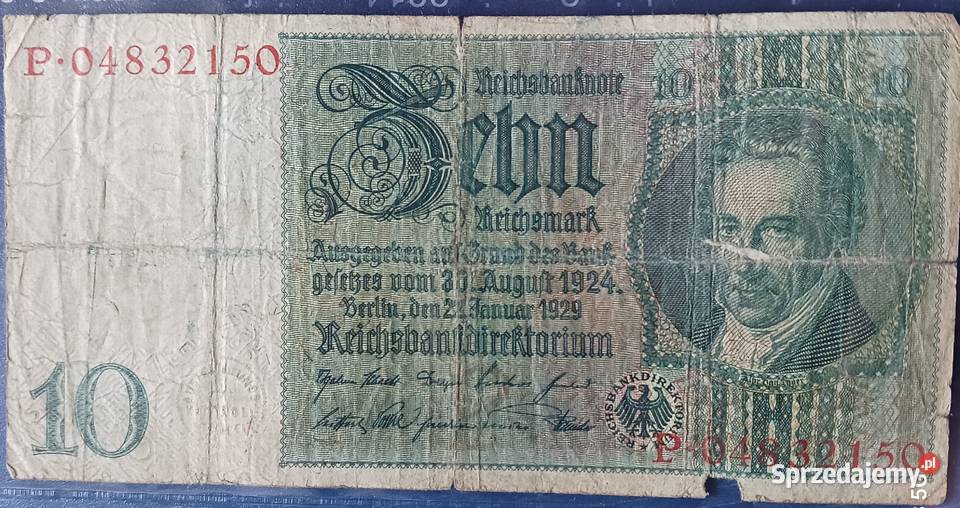 P·04832150
Reichsbanknote
10 10
Zehn
Reichsmark
Ausgegeben auf Grund des Bank-
gesetzes vom 30. August 1924.
Berlin, den 22. Januar 1929
Reichsbankdirektorium
REICHSBANKDIREKTORIUM
10
P·04832150
Sprzedajemy.pl